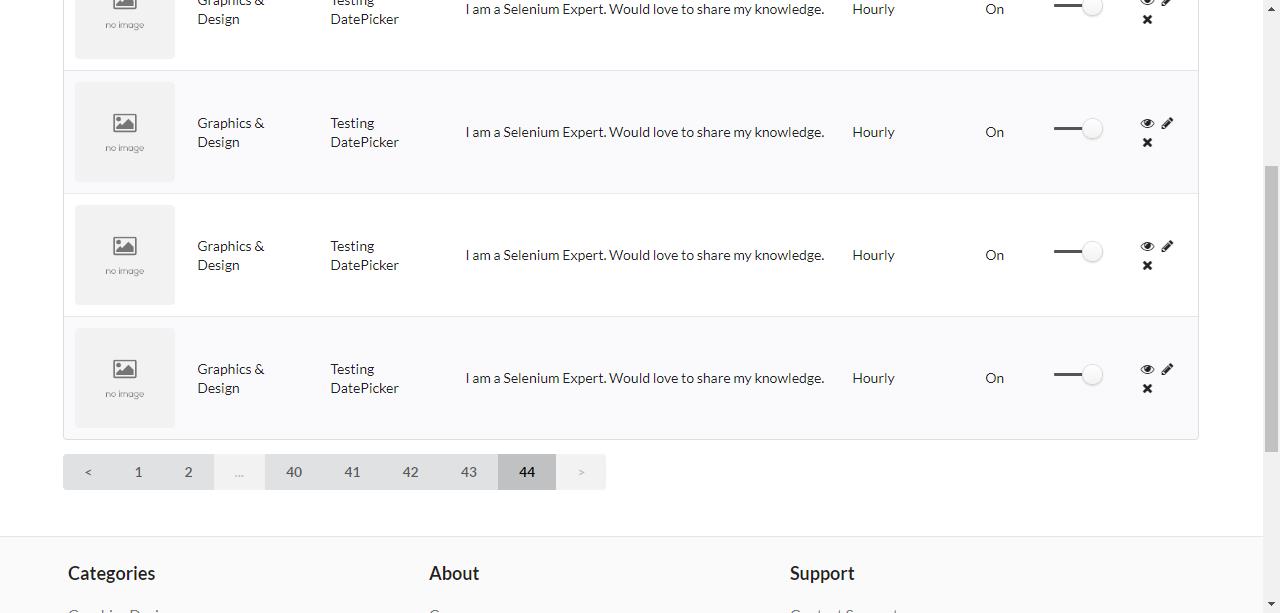 Graphics &
Design
Testing
DatePicker
I am a Selenium Expert. Would love to share my knowledge.
Hourly
On
no image
Graphics &
Design
Testing
DatePicker
I am a Selenium Expert. Would love to share my knowledge.
Hourly
On
no image
Graphics &
Design
Testing
DatePicker
I am a Selenium Expert. Would love to share my knowledge.
Hourly
On
no image
Graphics &
Design
Testing
DatePicker
I am a Selenium Expert. Would love to share my knowledge.
Hourly
On
no image
< 1 2 ... 40 41 42 43 44 >
Categories About Support